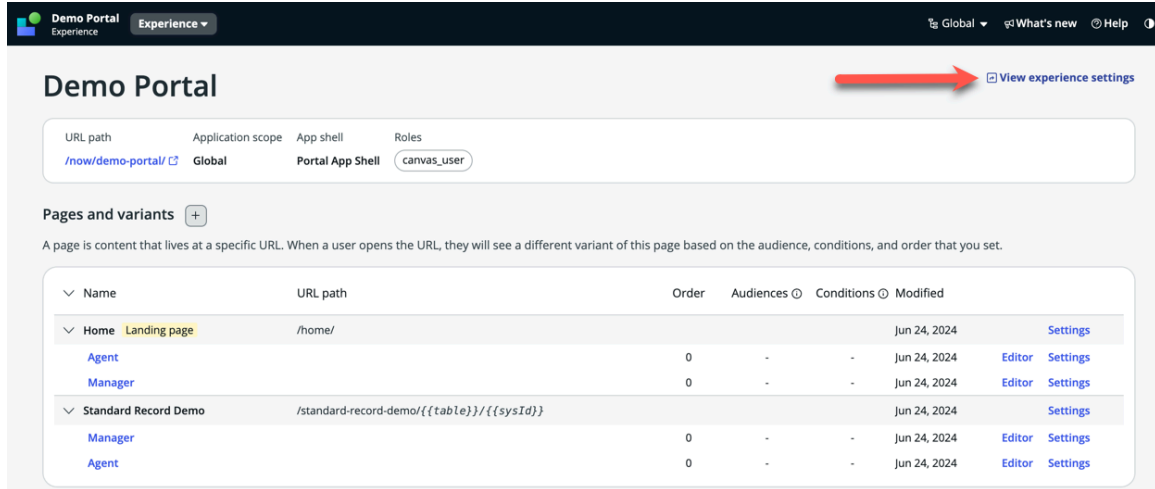 Demo Portal
Experience
Experience
Global
What's new
Help
Demo Portal
View experience settings
URL path Application scope App shell Roles
/now/demo-portal/ Global Portal App Shell canvas_user
Pages and variants +
A page is content that lives at a specific URL. When a user opens the URL, they will see a different variant of this page based on the audience, conditions, and order that you set.
Name URL path Order Audiences Conditions Modified
Home Landing page /home/ Jun 24, 2024 Settings
Agent 0 - - Jun 24, 2024 Editor Settings
Manager 0 - - Jun 24, 2024 Editor Settings
Standard Record Demo /standard-record-demo/{{table}}/{{sysId}} Jun 24, 2024 Settings
Manager 0 - - Jun 24, 2024 Editor Settings
Agent 0 - - Jun 24, 2024 Editor Settings